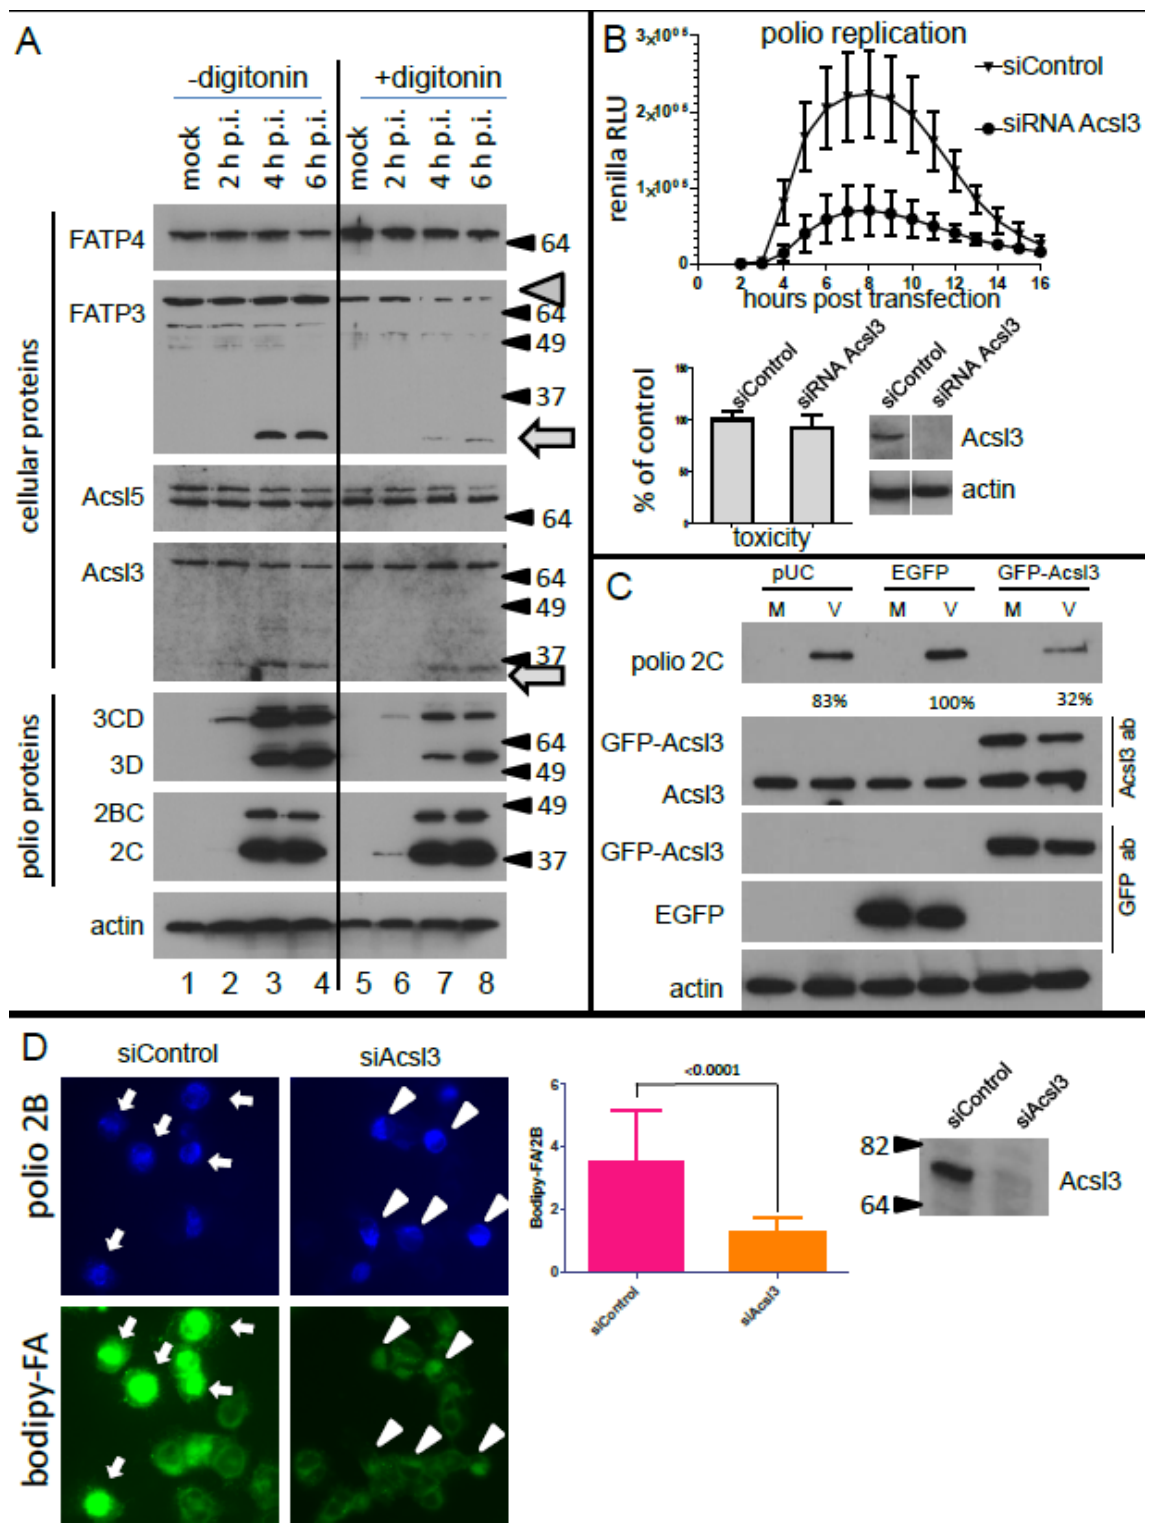 A
-digitonin
+digitonin
mock
2 h p.i.
4 h p.i.
6 h p.i.
mock
2 h p.i.
4 h p.i.
6 h p.i.
cellular proteins
FATP4
64
FATP3
64
49
37
Acsl5
64
Acsl3
64
49
37
polio proteins
3CD
3D
64
49
2BC
2C
49
37
actin
1 2 3 4 5 6 7 8
B
polio replication
siControl
siRNA Acsl3
renilla RLU
0
0 2 4 6 8 10 12 14 16
hours post transfection
siControl
siRNA Acsl3
% of control
150
100
50
0
toxicity
siControl
siRNA Acsl3
Acsl3
actin
C
pUC EGFP GFP-Acsl3
M V M V M V
polio 2C
83% 100% 32%
GFP-Acsl3
Acsl3
Acsl3 ab
GFP-Acsl3
EGFP
GFP ab
actin
D
siControl
siAcsl3
polio 2B
bodipy-FA
<0.0001
Bodipy-FA/2B
6
4
2
0
siControl
siAcsl3
siControl
siAcsl3
82
64
Acsl3